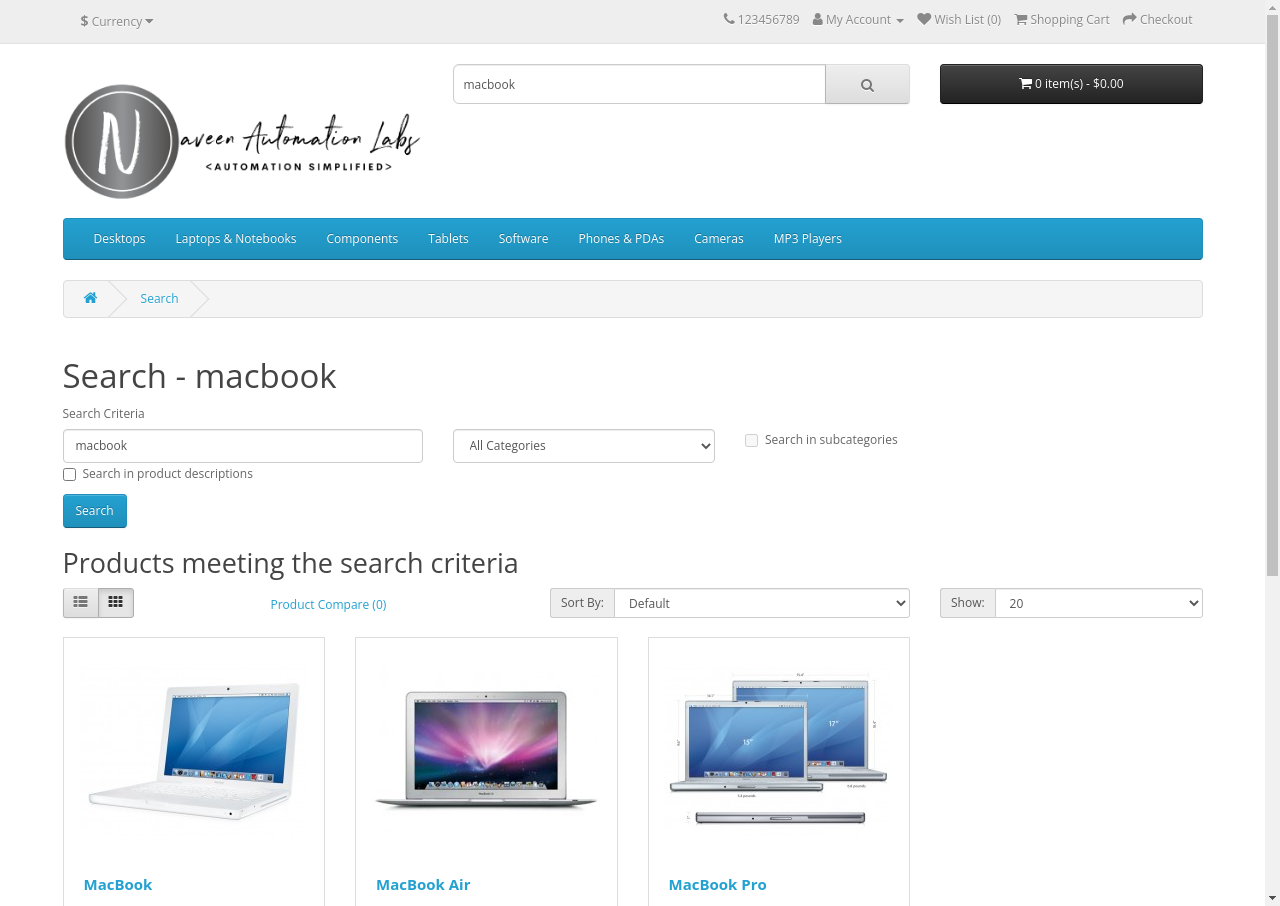 $ Currency
123456789 My Account Wish List (0) Shopping Cart Checkout
N aveen Automation Labs
<AUTOMATION SIMPLIFIED>
macbook
0 item(s) - $0.00
Desktops Laptops & Notebooks Components Tablets Software Phones & PDAs Cameras MP3 Players
Search
Search - macbook
Search Criteria
macbook All Categories Search in subcategories
Search in product descriptions
Search
Products meeting the search criteria
Product Compare (0) Sort By: Default Show: 20
15"
17"
MacBook MacBook Air MacBook Pro